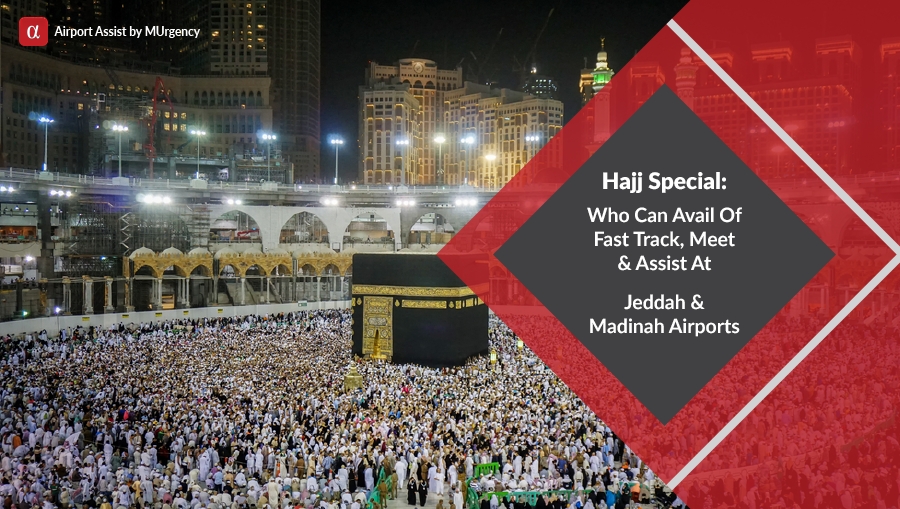 α
Airport Assist by MUrgency
Hajj Special:
Who Can Avail Of
Fast Track, Meet
& Assist At
Jeddah &
Madinah Airports